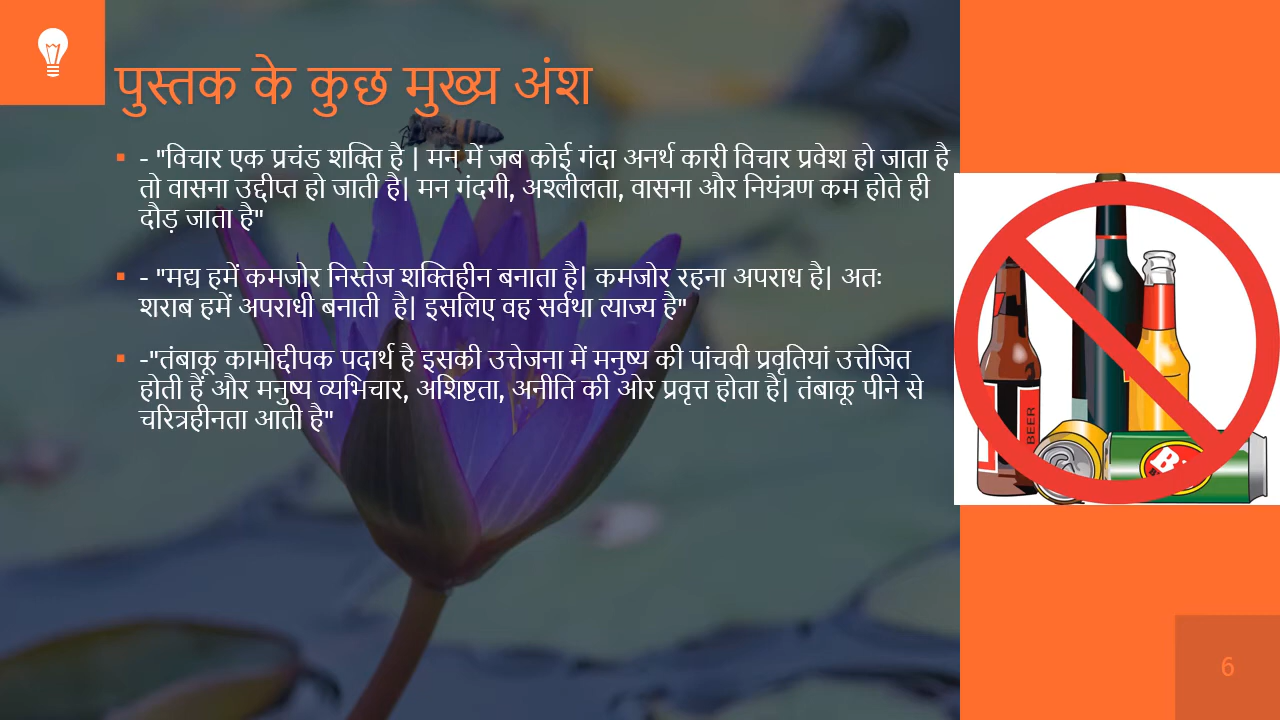 पुस्तक के कुछ मुख्य अंश
- "विचार एक प्रचंड शक्ति है | मन में जब कोई गंदा अनर्थ कारी विचार प्रवेश हो जाता है
तो वासना उद्दीप्त हो जाती है| मन गंदगी, अश्लीलता, वासना और नियंत्रण कम होते ही
दौड़ जाता है"
- "मद्य हमें कमजोर निस्तेज शक्तिहीन बनाता है| कमजोर रहना अपराध है| अतः
शराब हमें अपराधी बनाती  है| इसलिए वह सर्वथा त्याज्य है"
-"तंबाकू कामोद्दीपक पदार्थ है इसकी उत्तेजना में मनुष्य की पांचवी प्रवृतियां उत्तेजित
होती हैं और मनुष्य व्यभिचार, अशिष्टता, अनीति की ओर प्रवृत्त होता है| तंबाकू पीने से
चरित्रहीनता आती है"
BEER
6